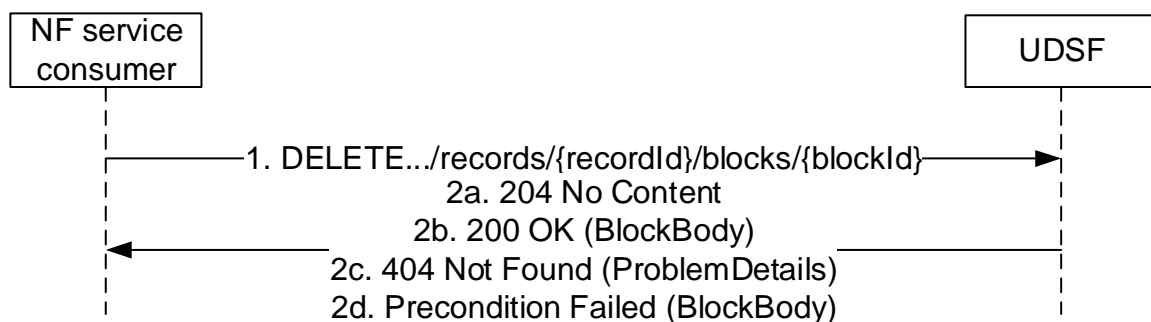 NF service
consumer
UDSF
1. DELETE.../records/{recordId}/blocks/{blockId}
2a. 204 No Content
2b. 200 OK (BlockBody)
2c. 404 Not Found (ProblemDetails)
2d. Precondition Failed (BlockBody)